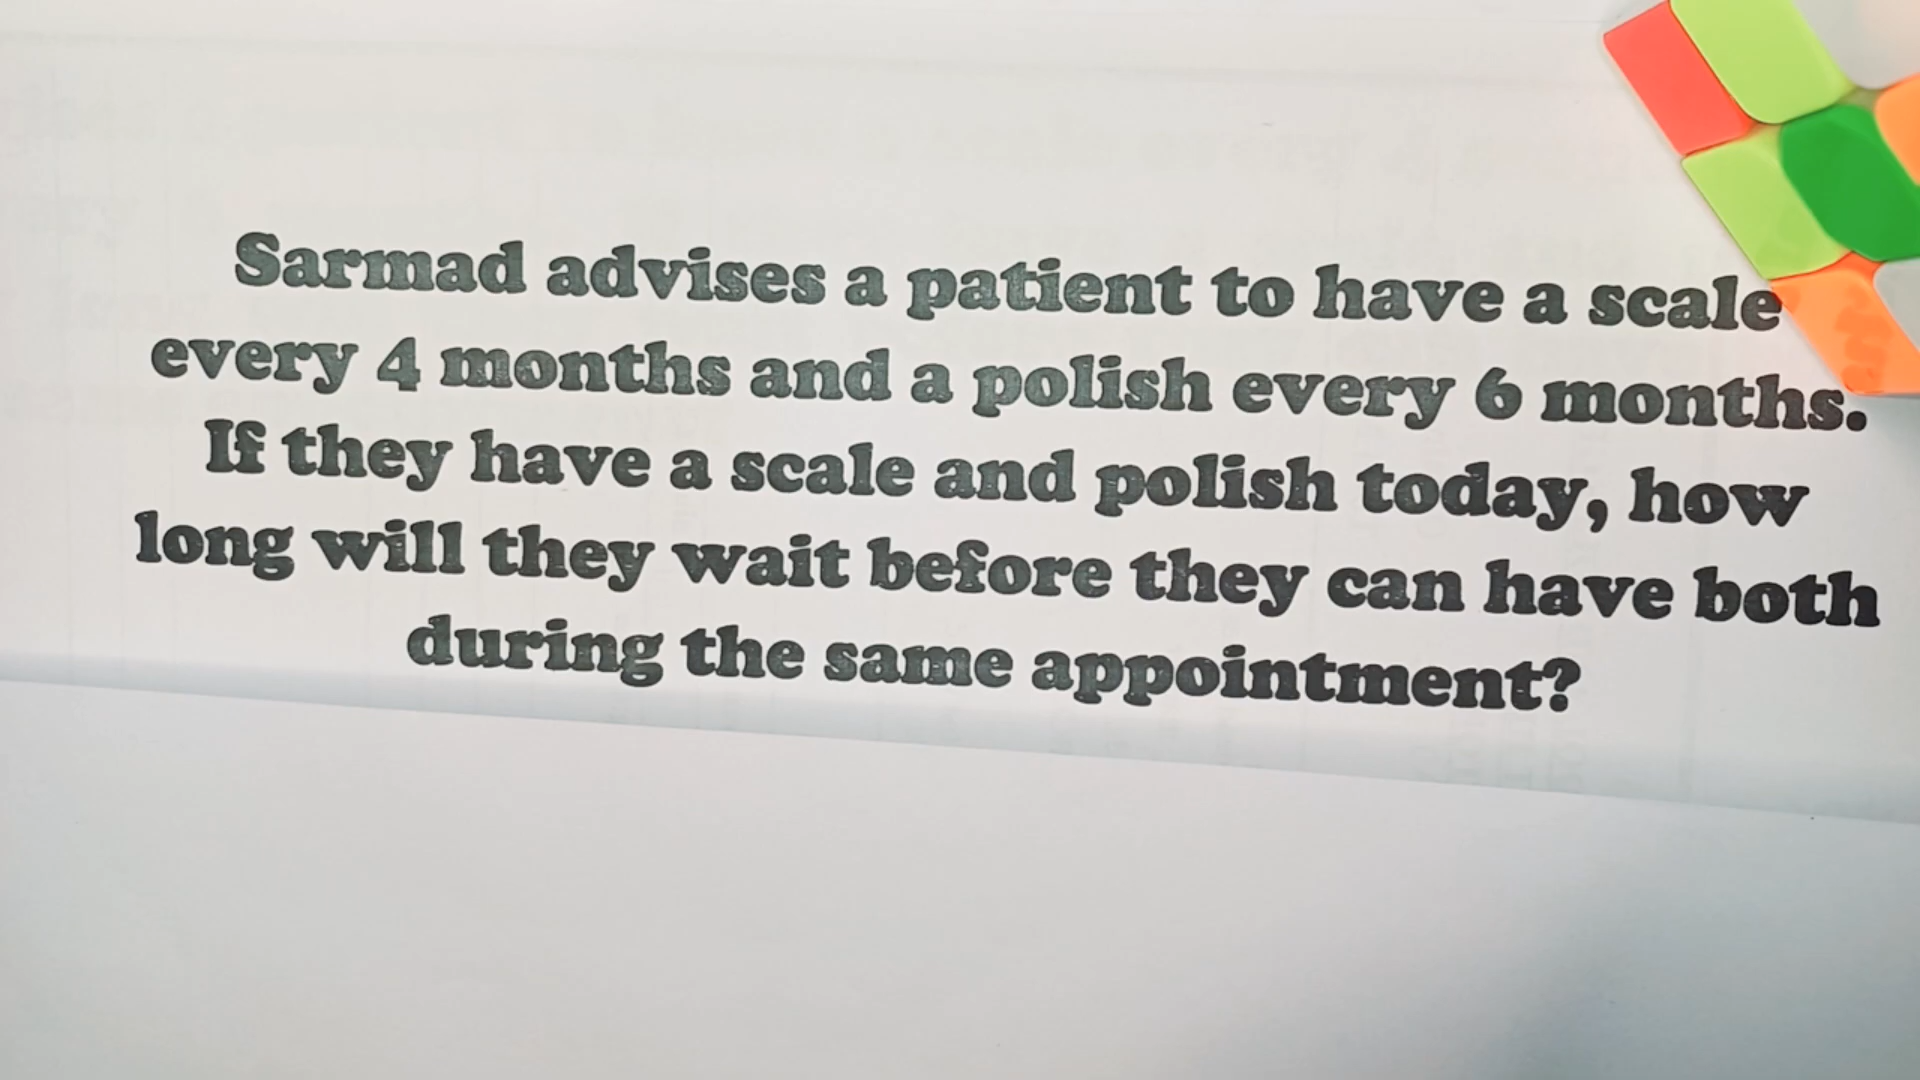 Sarmad advises a patient to have a scale
every 4 months and a polish every 6 months.
If they have a scale and polish today, how
long will they wait before they can have both
during the same appointment?